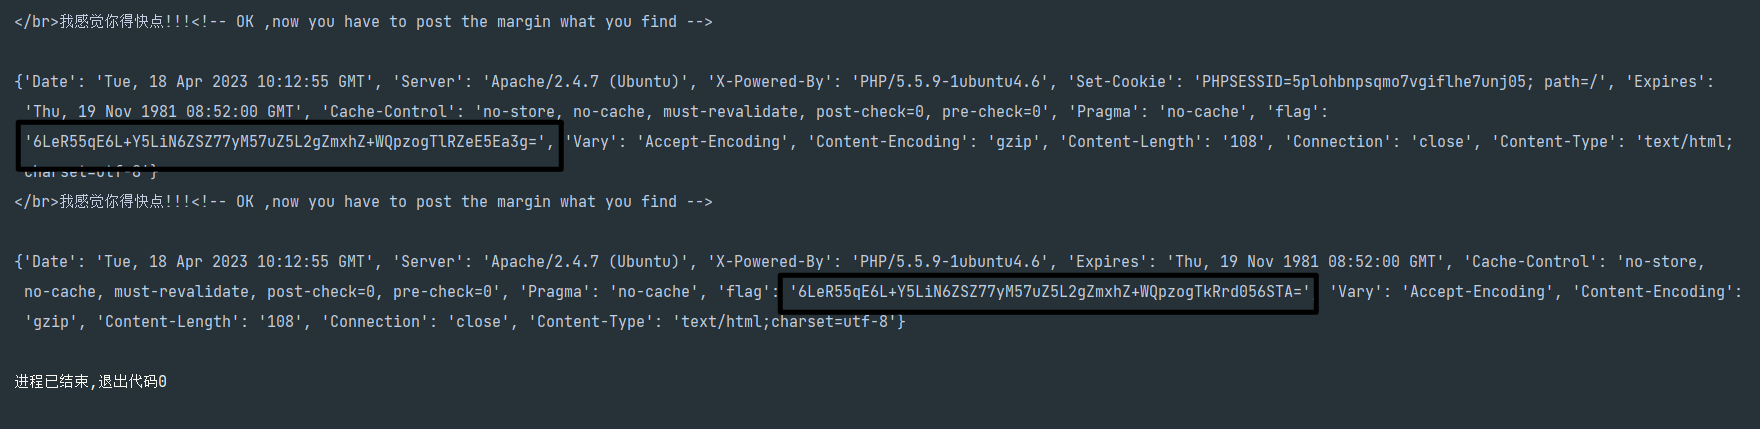 </br>我感觉你得快点!!!<!-- OK ,now you have to post the margin what you find -->
{'Date': 'Tue, 18 Apr 2023 10:12:55 GMT', 'Server': 'Apache/2.4.7 (Ubuntu)', 'X-Powered-By': 'PHP/5.5.9-1ubuntu4.6', 'Set-Cookie': 'PHPSESSID=5plohbnpsqmo7vgiflhe7unj05; path=/', 'Expires':
'Thu, 19 Nov 1981 08:52:00 GMT', 'Cache-Control': 'no-store, no-cache, must-revalidate, post-check=0, pre-check=0', 'Pragma': 'no-cache', 'flag':
'6LeR55qE6L+Y5LiN6ZSZ77yM57uZ5L2gZmxhZ+WQpzogTlRZeE5Ea3g=', 'Vary': 'Accept-Encoding', 'Content-Encoding': 'gzip', 'Content-Length': '108', 'Connection': 'close', 'Content-Type': 'text/html;
charset=utf-8'}
</br>我感觉你得快点!!!<!-- OK ,now you have to post the margin what you find -->
{'Date': 'Tue, 18 Apr 2023 10:12:55 GMT', 'Server': 'Apache/2.4.7 (Ubuntu)', 'X-Powered-By': 'PHP/5.5.9-1ubuntu4.6', 'Expires': 'Thu, 19 Nov 1981 08:52:00 GMT', 'Cache-Control': 'no-store,
no-cache, must-revalidate, post-check=0, pre-check=0', 'Pragma': 'no-cache', 'flag': '6LeR55qE6L+Y5LiN6ZSZ77yM57uZ5L2gZmxhZ+WQpzogTkRrd056STA=' 'Vary': 'Accept-Encoding', 'Content-Encoding':
'gzip', 'Content-Length': '108', 'Connection': 'close', 'Content-Type': 'text/html;charset=utf-8'}
进程已结束,退出代码0